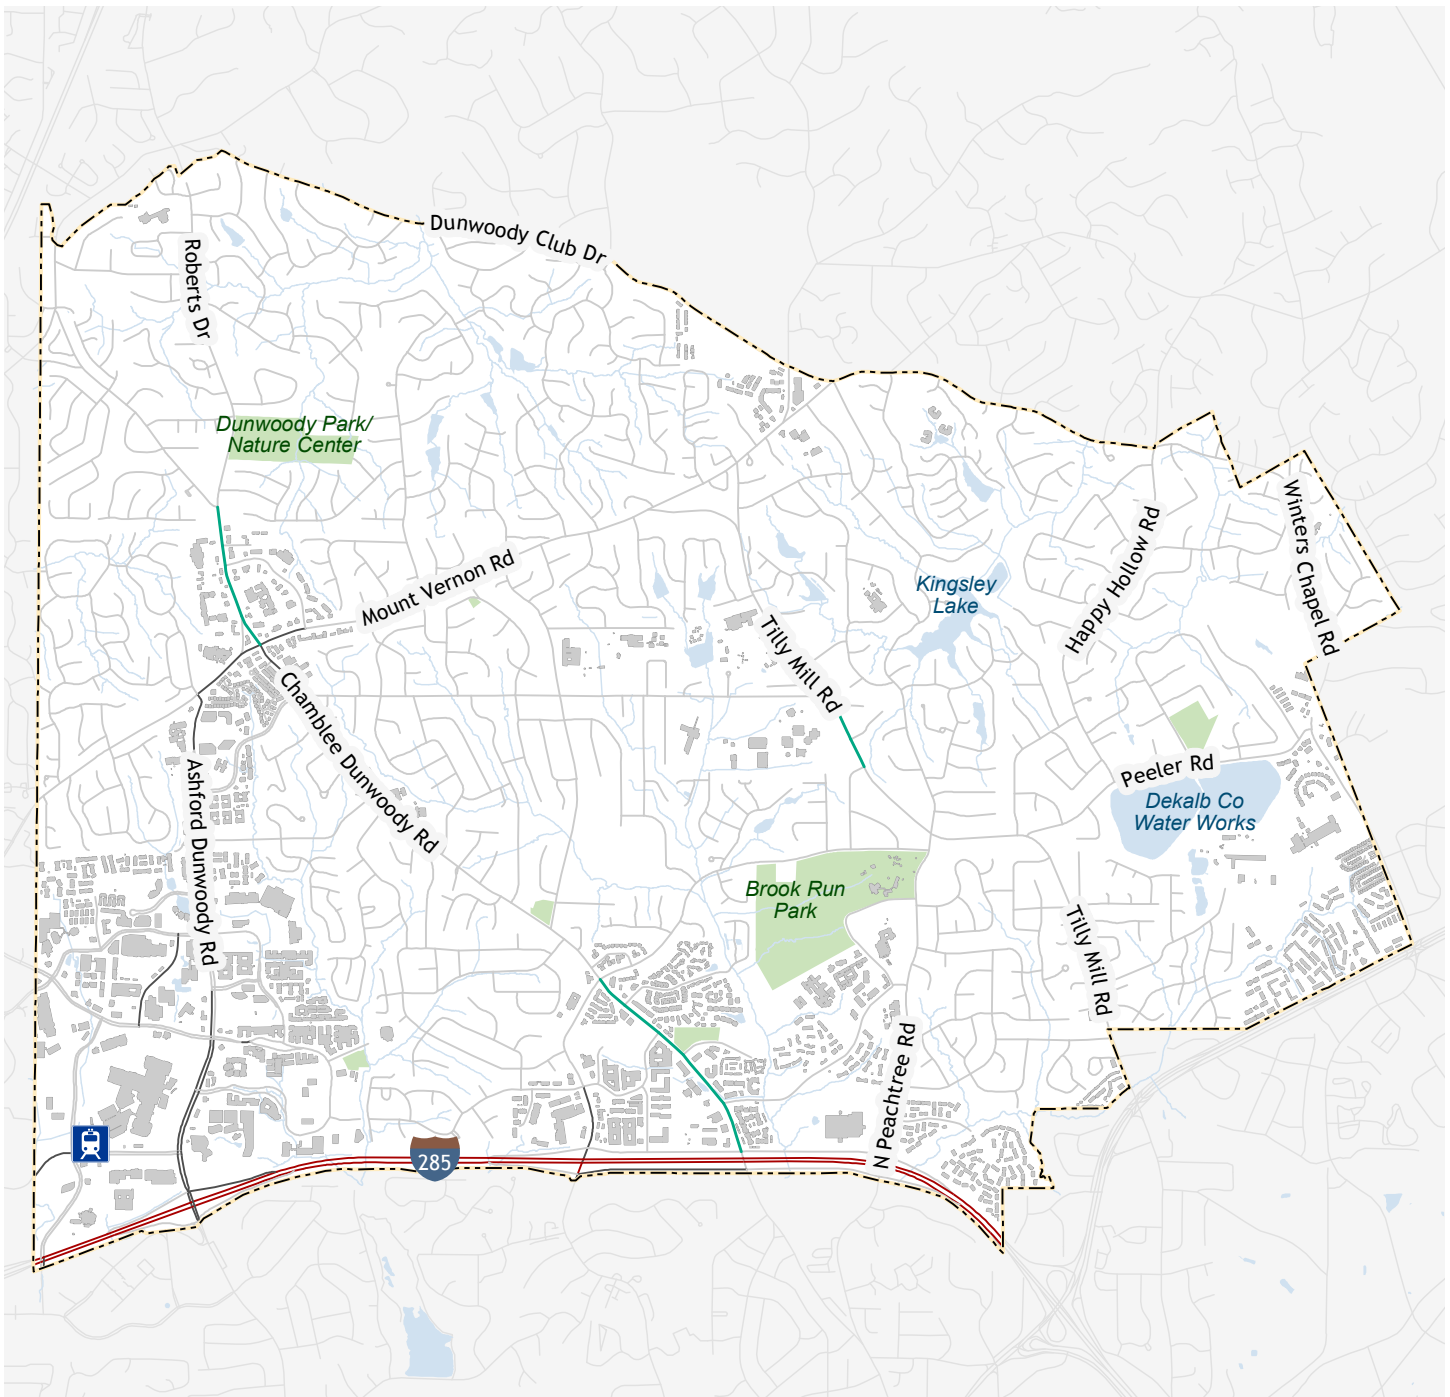 Dunwoody Club Dr
Roberts Dr
Dunwoody Park/
Nature Center
Winters Chapel Rd
Happy Hollow Rd
Mount Vernon Rd
Kingsley
Lake
Tilly Mill Rd
Chamblee Dunwoody Rd
Ashford Dunwoody Rd
Peeler Rd
Dekalb Co
Water Works
Brook Run
Park
Tilly Mill Rd
N Peachtree Rd
285